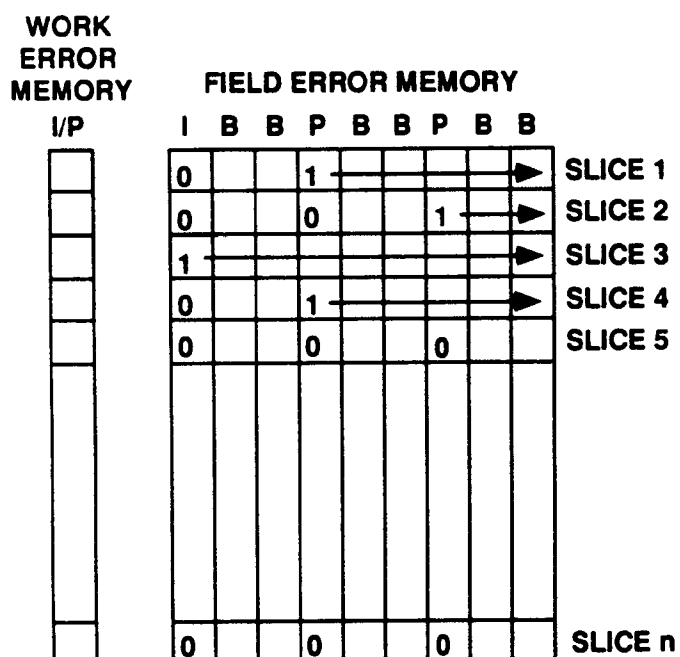 WORK
ERROR
MEMORY
FIELD ERROR MEMORY
I/P I B B P B B P B B
0 1 SLICE 1
0 0 1 SLICE 2
1 SLICE 3
0 1 SLICE 4
0 0 0 SLICE 5
0 0 0 SLICE n